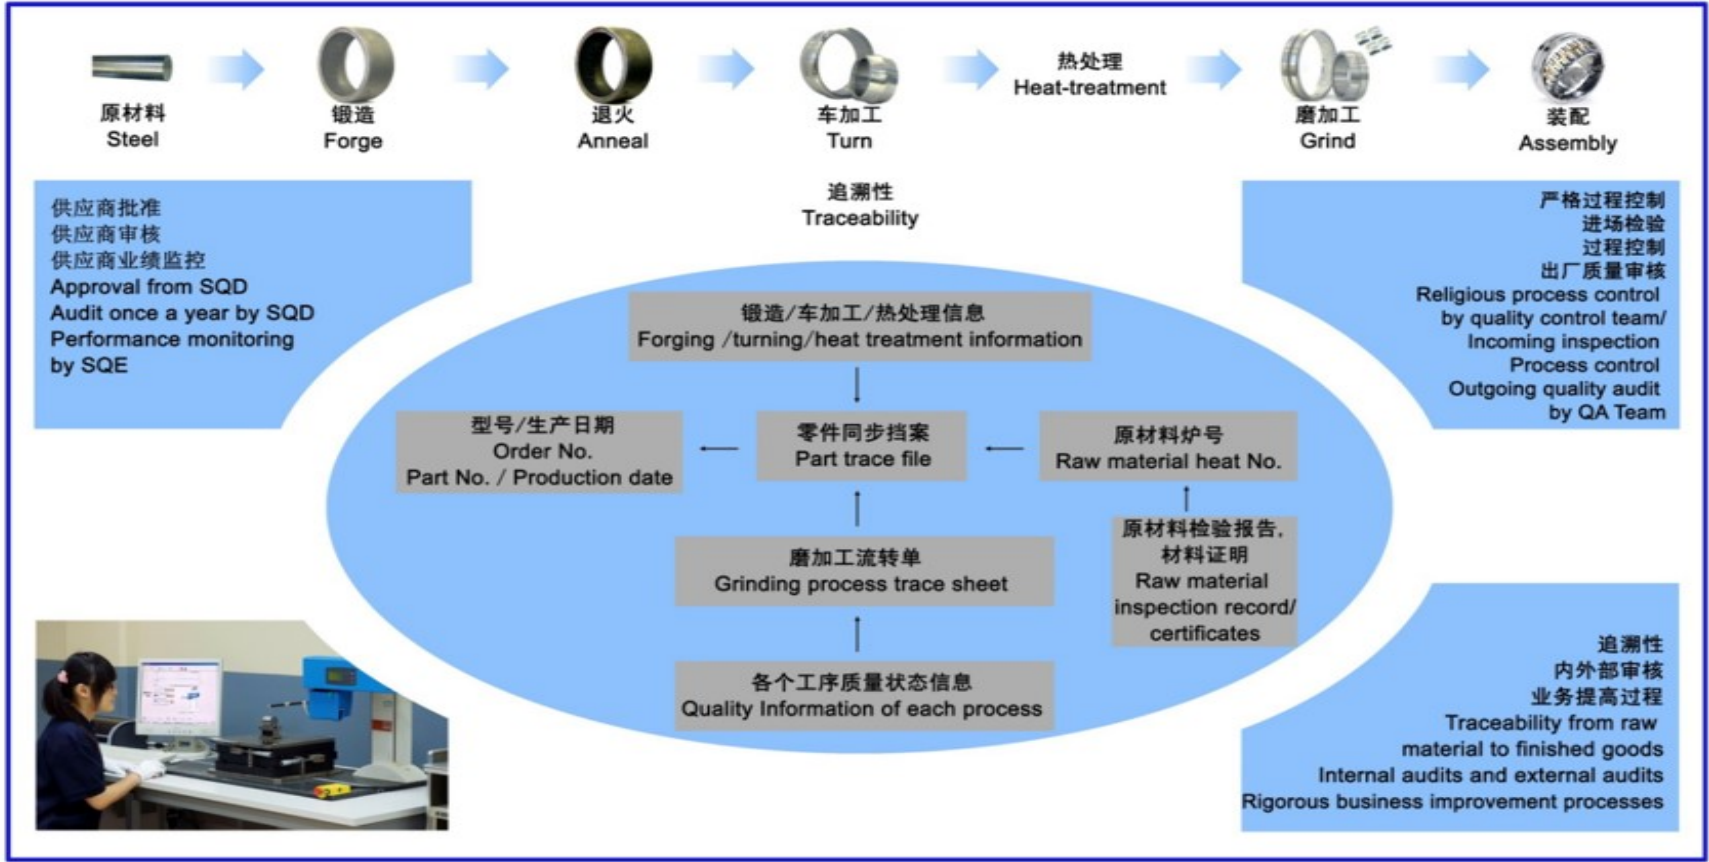 原材料
Steel
锻造
Forge
退火
Anneal
车加工
Turn
热处理
Heat-treatment
磨加工
Grind
装配
Assembly
追溯性
Traceability
供应商批准
供应商审核
供应商业绩监控
Approval from SQD
Audit once a year by SQD
Performance monitoring
by SQE
严格过程控制
进场检验
过程控制
出厂质量审核
Religious process control
by quality control team/
Incoming inspection
Process control
Outgoing quality audit
by QA Team
锻造/车加工/热处理信息
Forging /turning/heat treatment information
型号/生产日期
Order No.
Part No. / Production date
零件同步挡案
Part trace file
原材料炉号
Raw material heat No.
磨加工流转单
Grinding process trace sheet
原材料检验报告,
材料证明
Raw material
inspection record/
certificates
各个工序质量状态信息
Quality Information of each process
追溯性
内外部审核
业务提高过程
Traceability from raw
material to finished goods
Internal audits and external audits
Rigorous business improvement processes